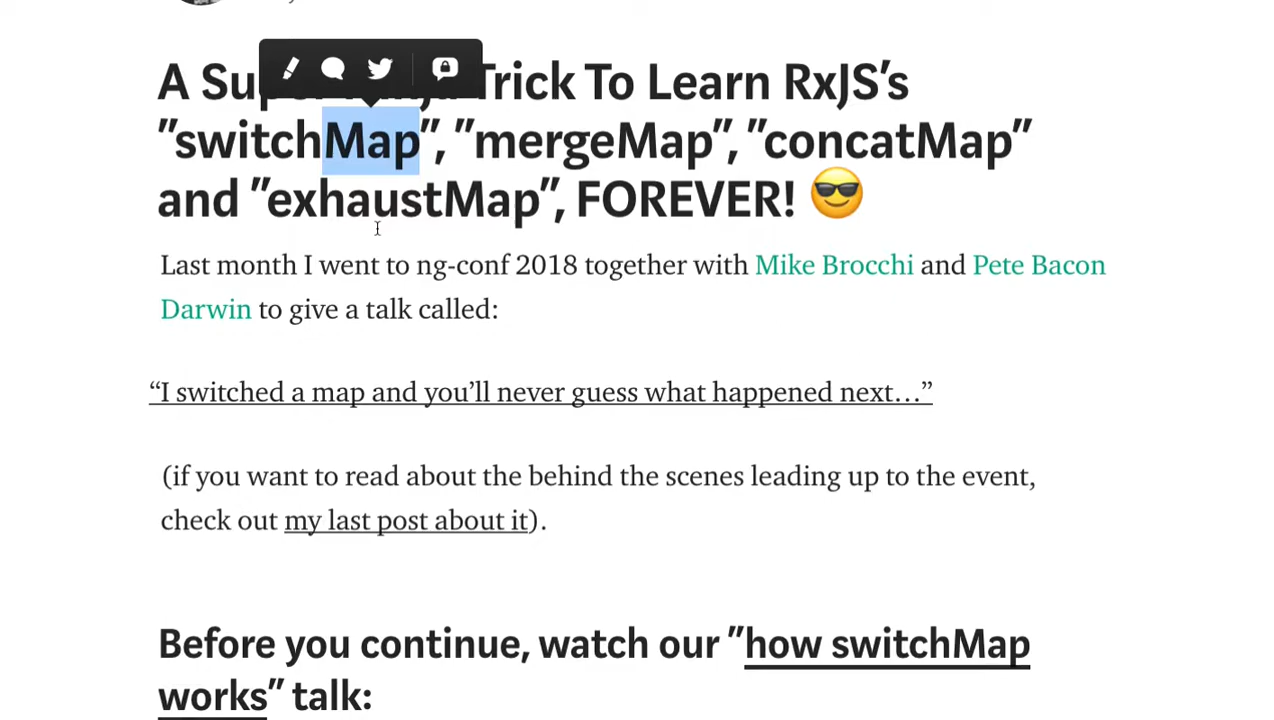 A Super Trick To Learn RxJS’s
”switchMap”, ”mergeMap”, ”concatMap”
and ”exhaustMap”, FOREVER! 😎
Last month I went to ng-conf 2018 together with Mike Brocchi and Pete Bacon
Darwin to give a talk called:
“I switched a map and you’ll never guess what happened next…”
(if you want to read about the behind the scenes leading up to the event,
check out my last post about it).
Before you continue, watch our ”how switchMap
works” talk: